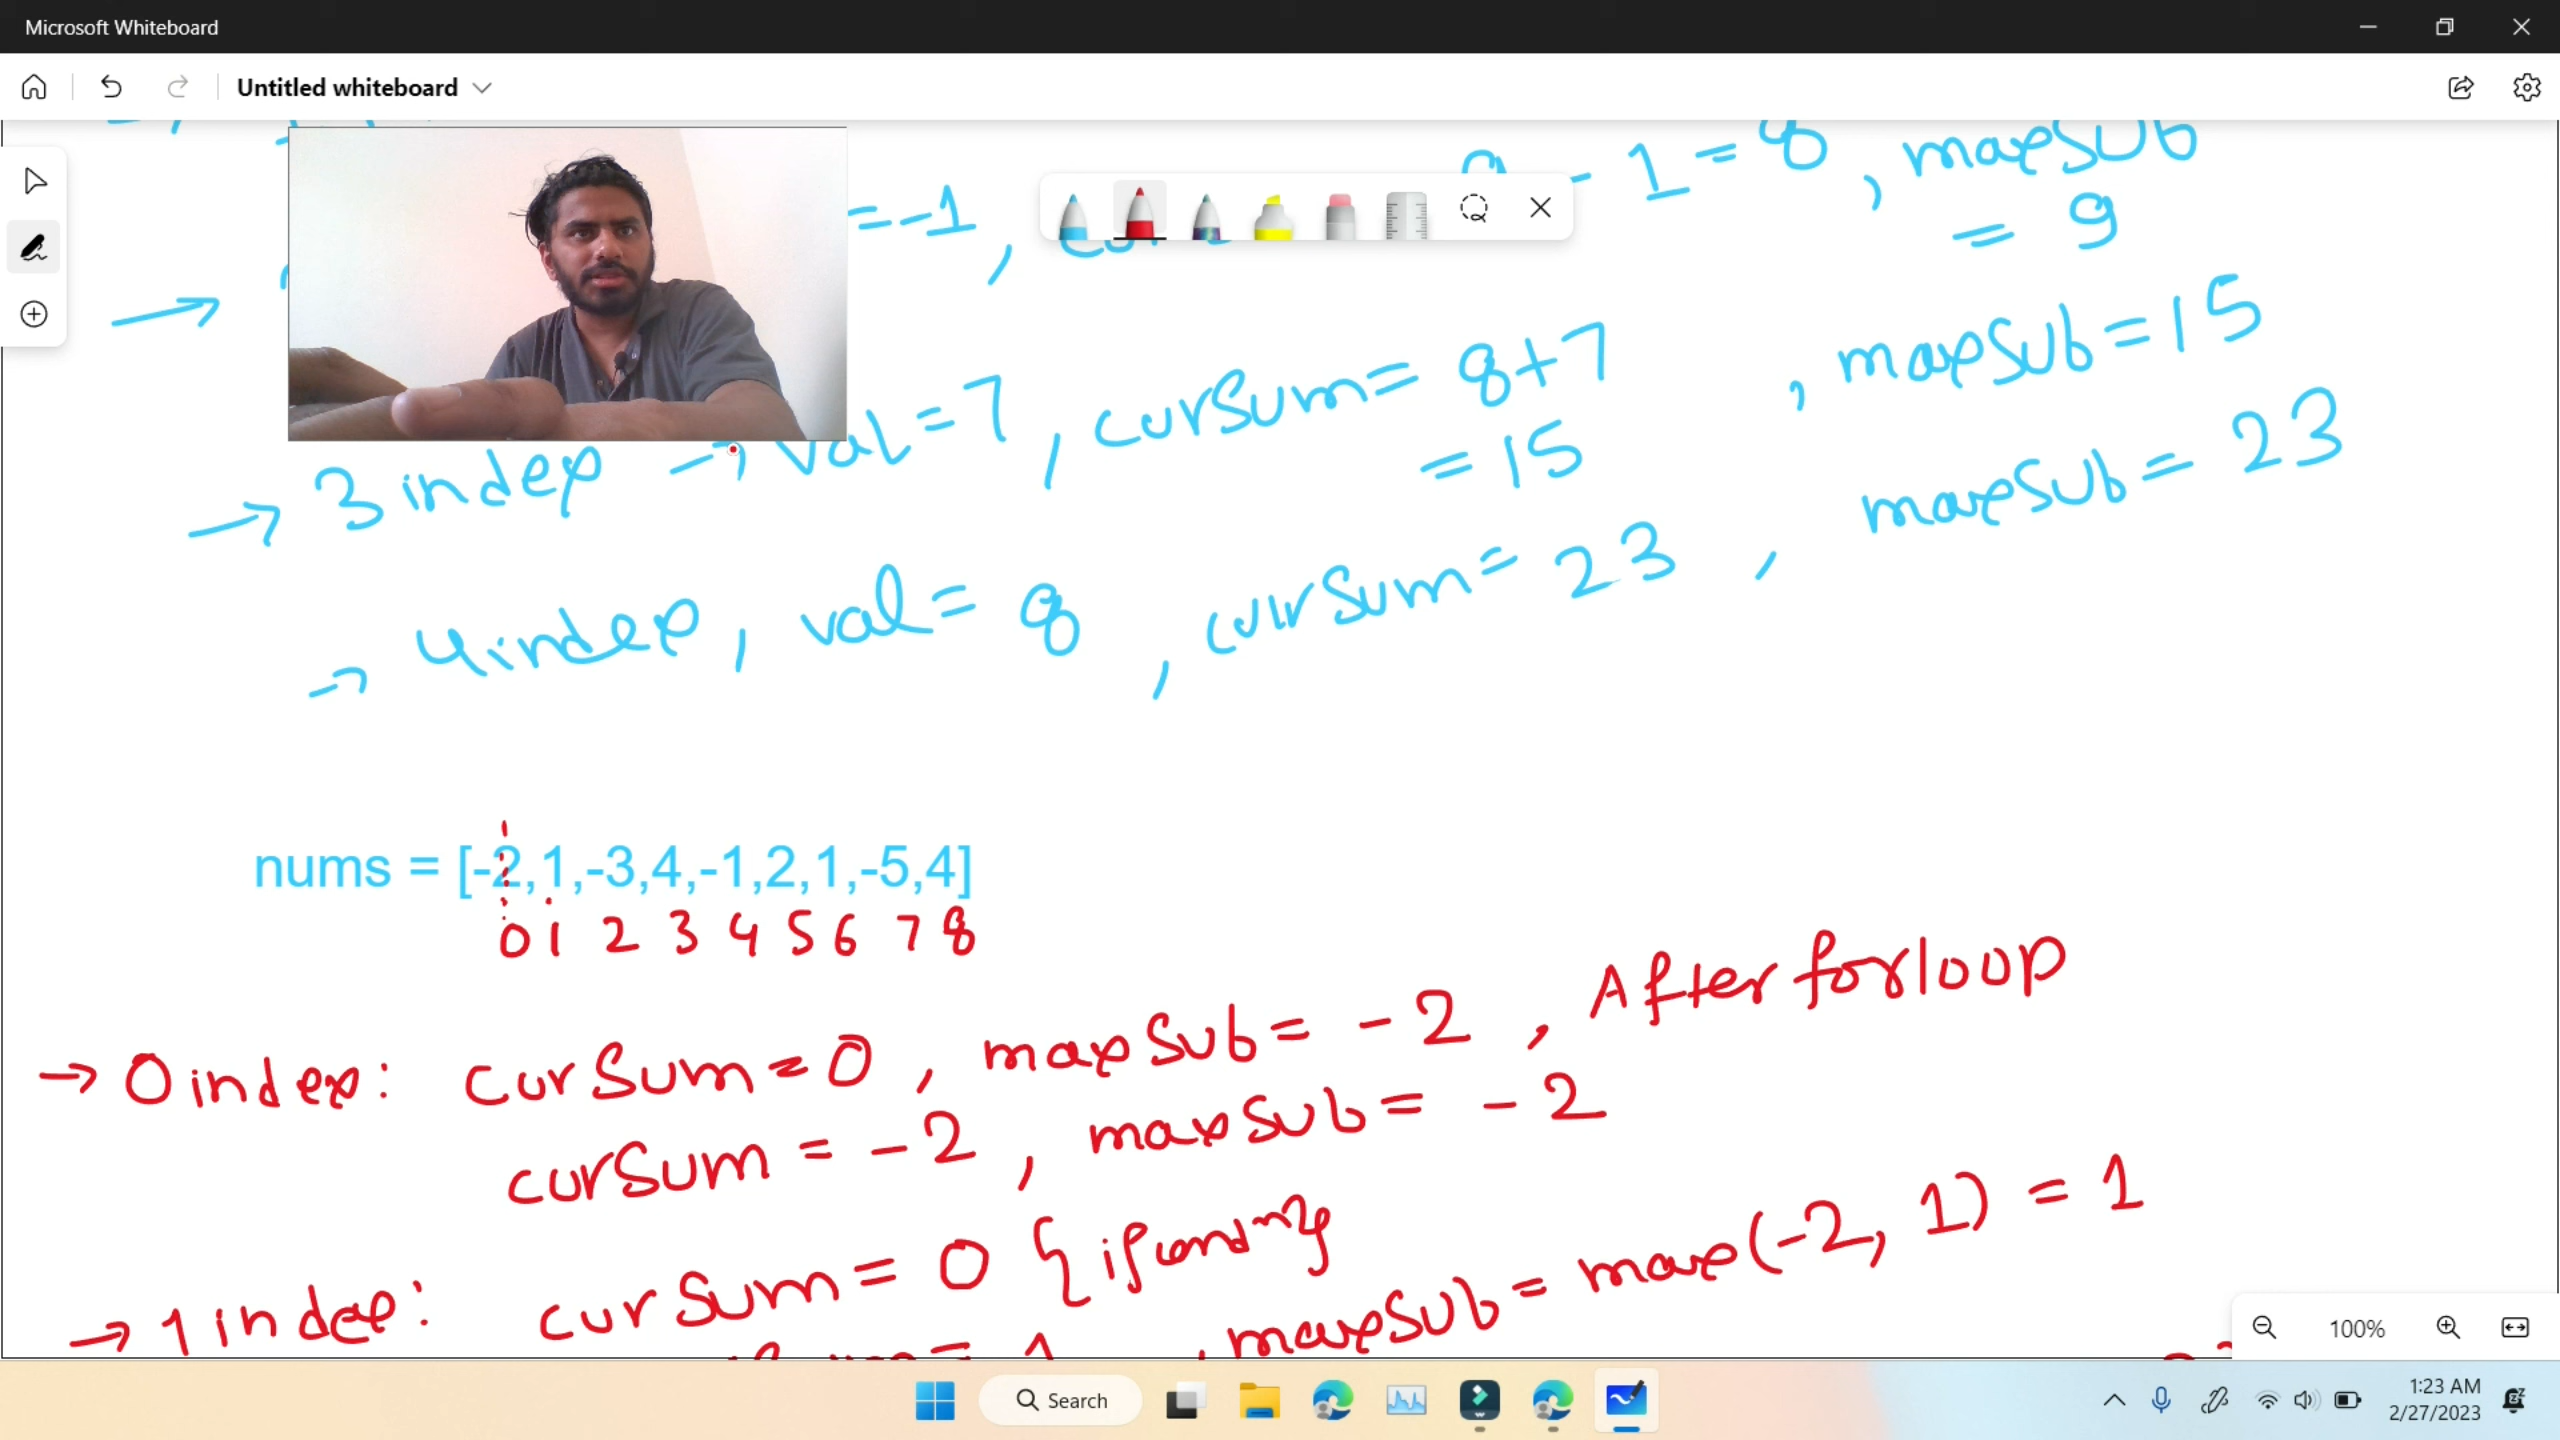 Microsoft Whiteboard
Untitled whiteboard
= -1 ,
- 1 = 8 , maxSub
= 9
→ 3 index → val = 7 , curSum = 8+7 , maxSub = 15
= 15
→ 4index , val = 8 , curSum = 23 , maxSub = 23
nums = [-2,1,-3,4,-1,2,1,-5,4]
0 1 2 3 4 5 6 7 8
→ 0 index : curSum = 0 , maxSub = -2 , After forloop
curSum = -2 , maxSub = -2
→ 1 index : curSum = 0
, maxSub = max(-2, 1) = 1
100%
Search
1:23 AM
2/27/2023